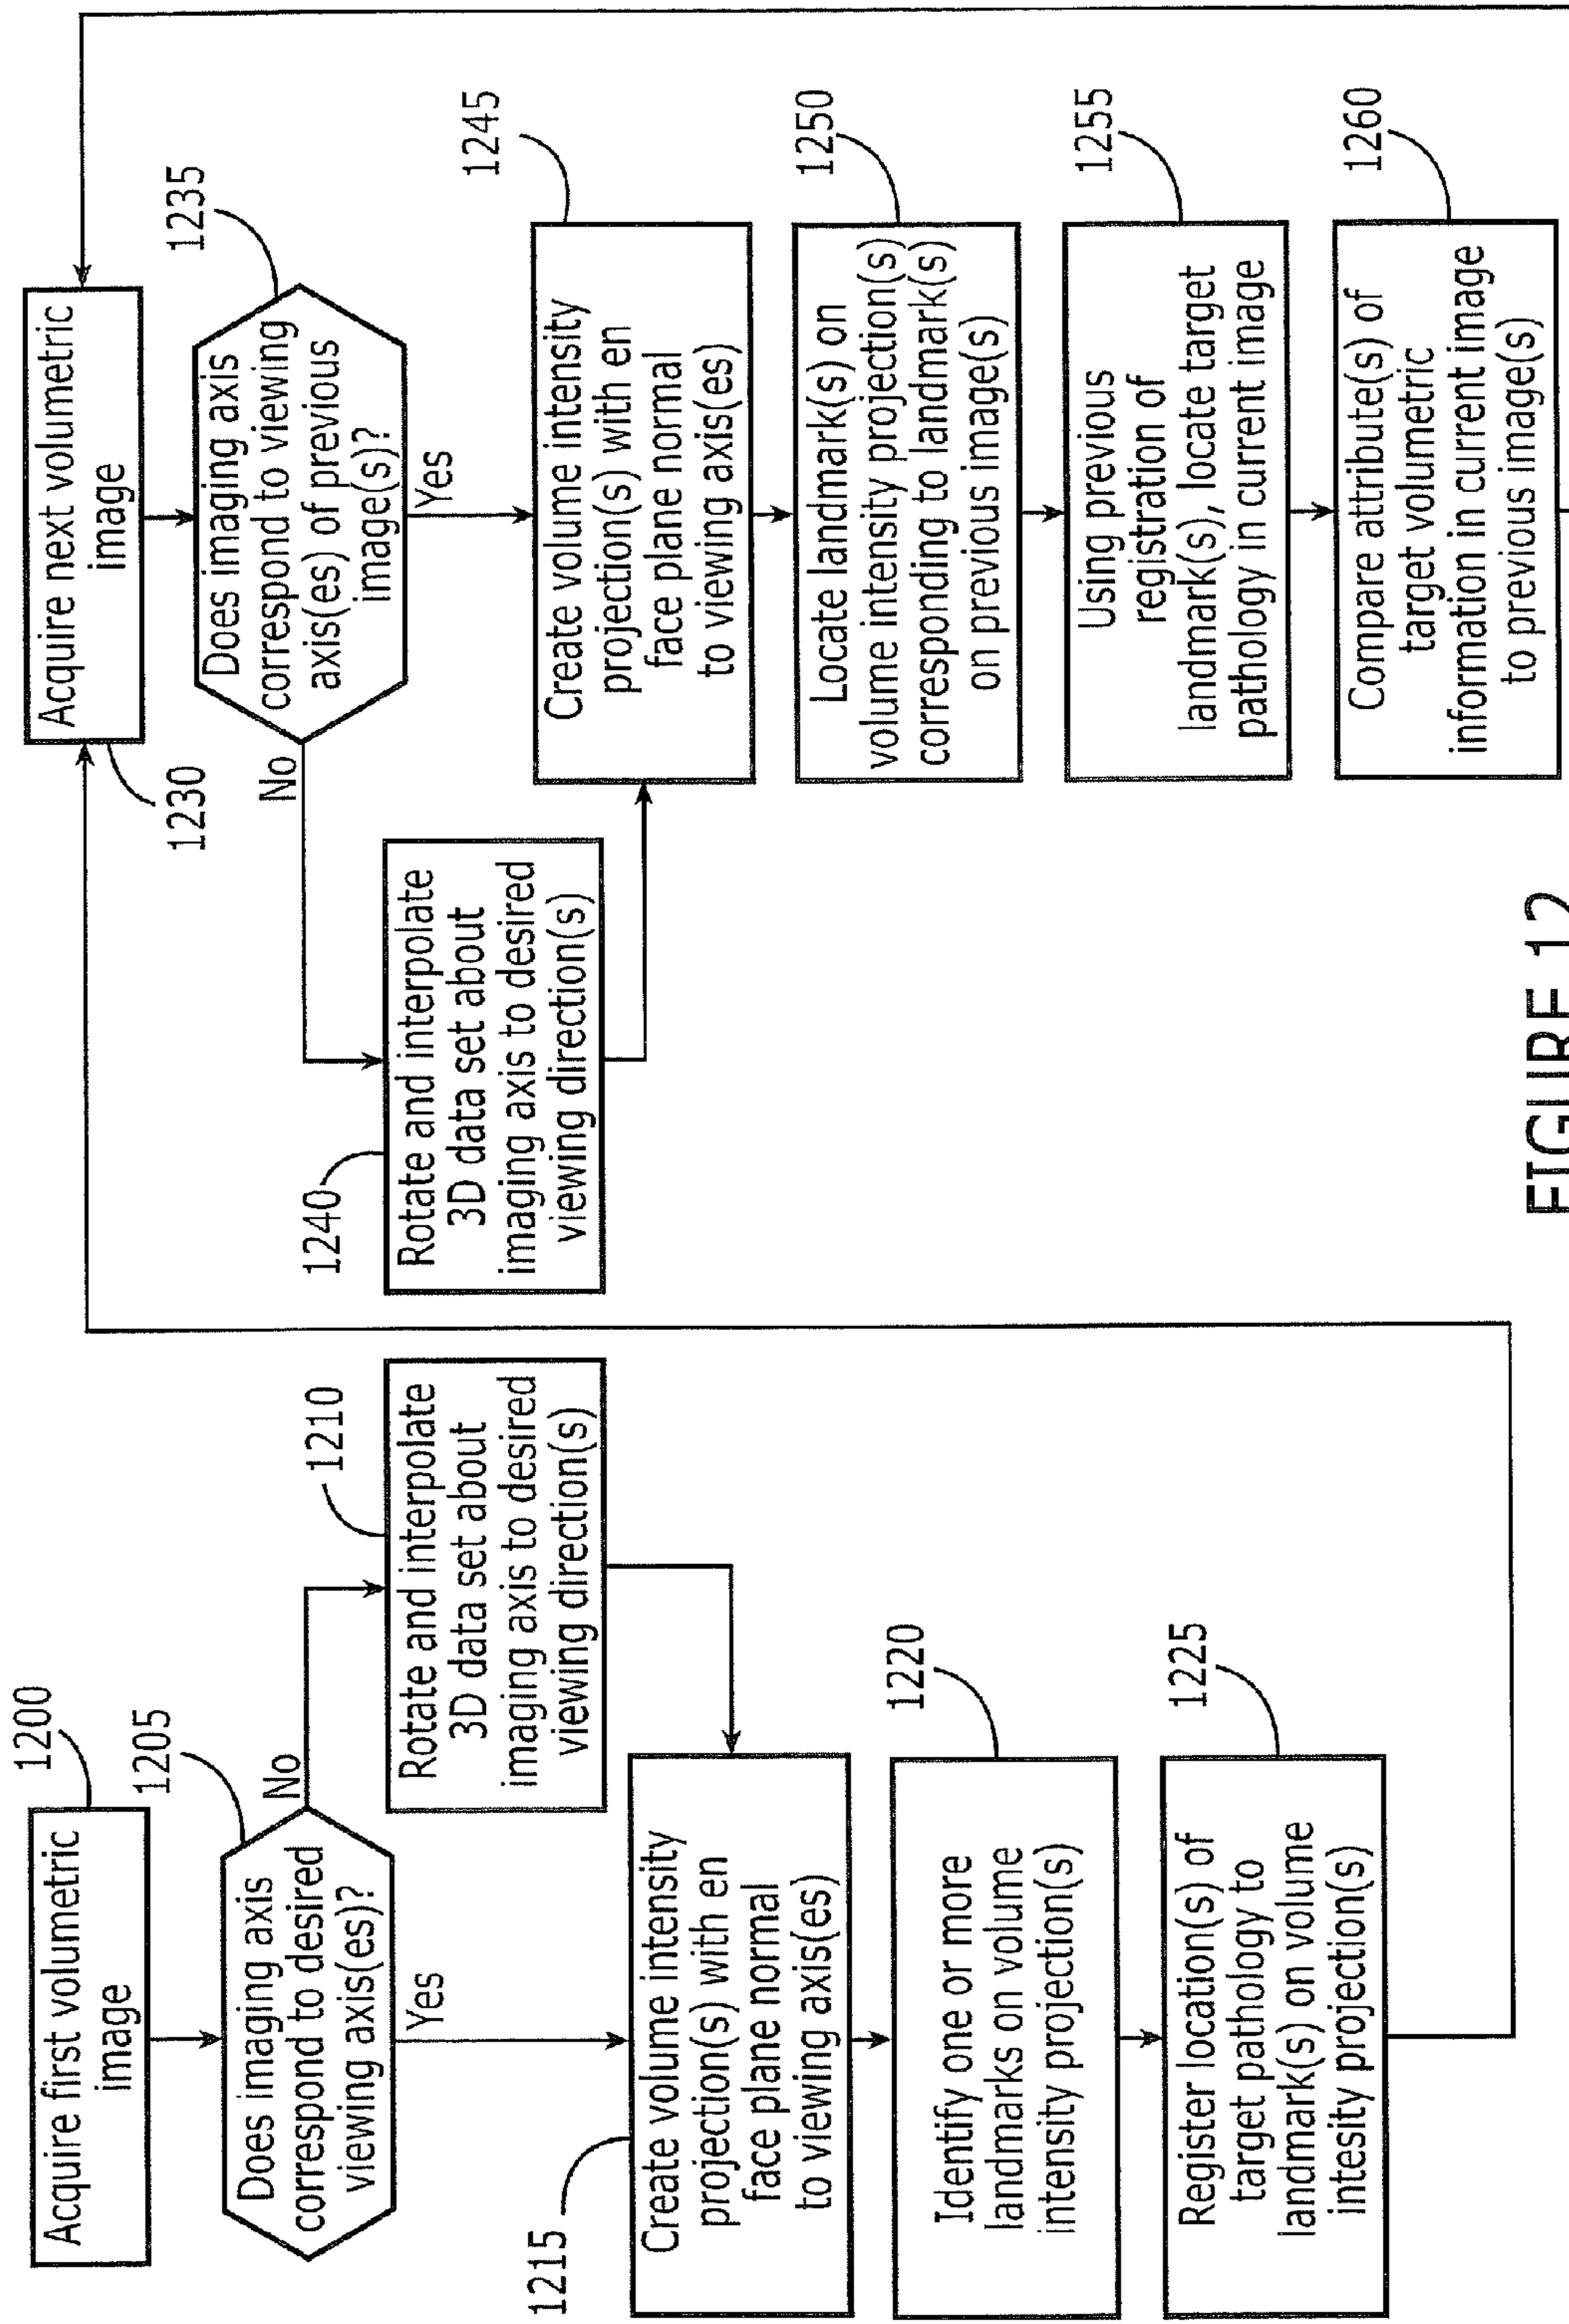 1200
Acquire first volumetric
image
1205
Does imaging axis
correspond to desired
viewing axis(es)?
No
Yes
1210
Rotate and interpolate
3D data set about
imaging axis to desired
viewing direction(s)
1215
Create volume intensity
projection(s) with en
face plane normal
to viewing axis(es)
1220
Identify one or more
landmarks on volume
intensity projection(s)
1225
Register location(s) of
target pathology to
landmark(s) on volume
intesity projection(s)
Acquire next volumetric
image
1230
1235
Does imaging axis
correspond to viewing
axis(es) of previous
image(s)?
No
Yes
1240
Rotate and interpolate
3D data set about
imaging axis to desired
viewing direction(s)
1245
Create volume intensity
projection(s) with en
face plane normal
to viewing axis(es)
1250
Locate landmark(s) on
volume intensity projection(s)
corresponding to landmark(s)
on previous image(s)
1255
Using previous
registration of
landmark(s), locate target
pathology in current image
1260
Compare attribute(s) of
target volumetric
information in current image
to previous images(s)
FIGURE 12